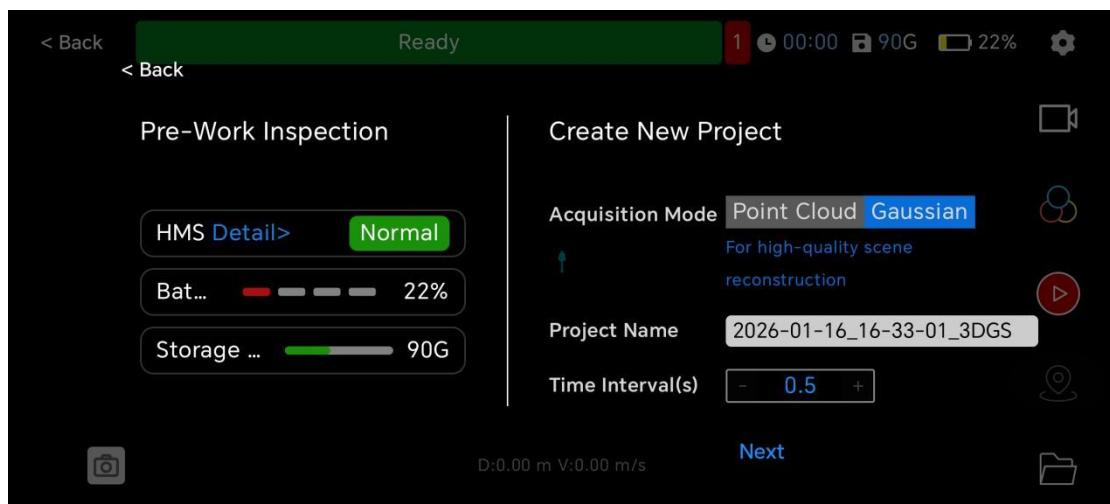 < Back
Ready
1 00:00 90G 22%
< Back
Pre-Work Inspection
HMS Detail> Normal
Bat... 22%
Storage ... 90G
Create New Project
Acquisition Mode Point Cloud Gaussian
For high-quality scene
reconstruction
Project Name 2026-01-16_16-33-01_3DGS
Time Interval(s) - 0.5 +
Next
D:0.00 m V:0.00 m/s